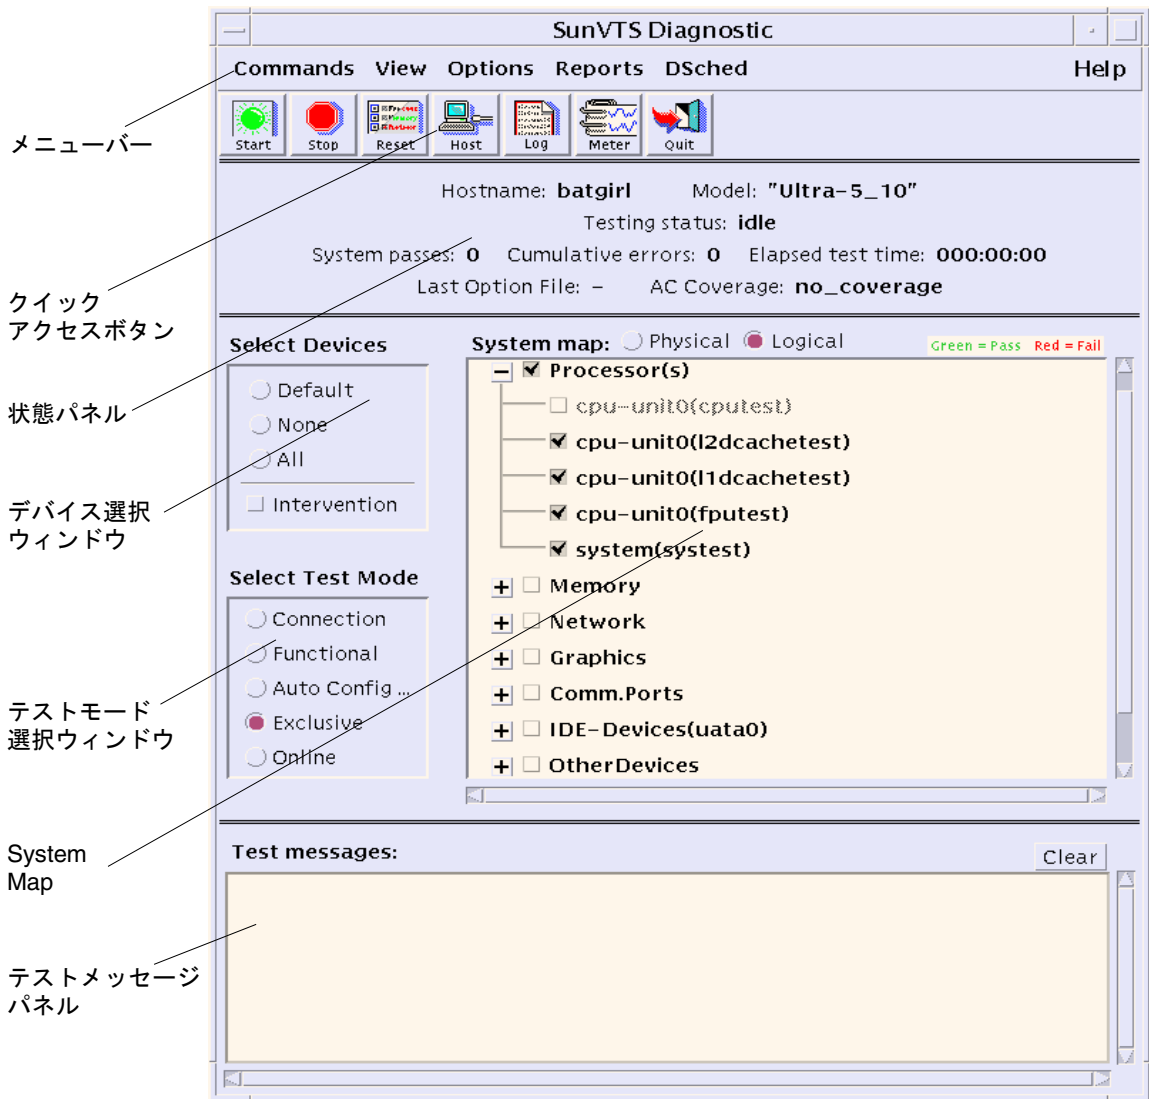 SunVTS Diagnostic
Commands View Options Reports DSched Help
Start Stop Reset Host Log Meter Quit
メニューバー
Hostname: batgirl Model: "Ultra-5_10"
Testing status: idle
System passes: 0 Cumulative errors: 0 Elapsed test time: 000:00:00
Last Option File: - AC Coverage: no_coverage
クイック
アクセスボタン
状態パネル
デバイス選択
ウィンドウ
テストモード
選択ウィンドウ
System
Map
テストメッセージ
パネル
Select Devices
Default
None
All
Intervention
Select Test Mode
Connection
Functional
Auto Config ...
Exclusive
Online
System map: Physical Logical Green = Pass Red = Fail
Processor(s)
cpu-unit0(cputest)
cpu-unit0(l2dcachetest)
cpu-unit0(l1dcachetest)
cpu-unit0(fputest)
system(systest)
Memory
Network
Graphics
Comm.Ports
IDE-Devices(uata0)
OtherDevices
Test messages:
Clear